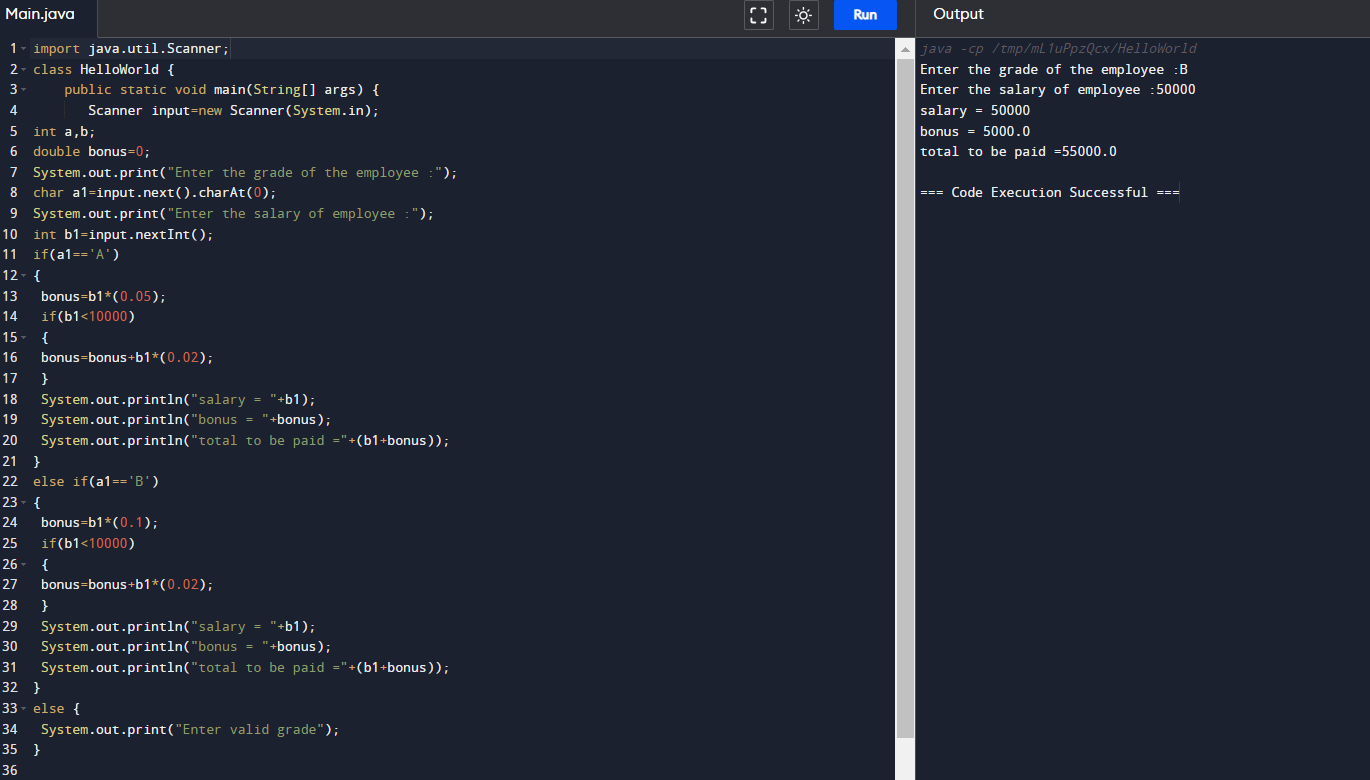 Main.java
Run
Output
1 import java.util.Scanner;
2 class HelloWorld {
3 public static void main(String[] args) {
4 Scanner input=new Scanner(System.in);
5 int a,b;
6 double bonus=0;
7 System.out.print("Enter the grade of the employee :");
8 char a1=input.next().charAt(0);
9 System.out.print("Enter the salary of employee :");
10 int b1=input.nextInt();
11 if(a1=='A')
12 {
13 bonus=b1*(0.05);
14 if(b1<10000)
15 {
16 bonus=bonus+b1*(0.02);
17 }
18 System.out.println("salary = "+b1);
19 System.out.println("bonus = "+bonus);
20 System.out.println("total to be paid ="+(b1+bonus));
21 }
22 else if(a1=='B')
23 {
24 bonus=b1*(0.1);
25 if(b1<10000)
26 {
27 bonus=bonus+b1*(0.02);
28 }
29 System.out.println("salary = "+b1);
30 System.out.println("bonus = "+bonus);
31 System.out.println("total to be paid ="+(b1+bonus));
32 }
33 else {
34 System.out.print("Enter valid grade");
35 }
36
java -cp /tmp/mL1uPpzQcx/HelloWorld
Enter the grade of the employee :B
Enter the salary of employee :50000
salary = 50000
bonus = 5000.0
total to be paid =55000.0
=== Code Execution Successful ===